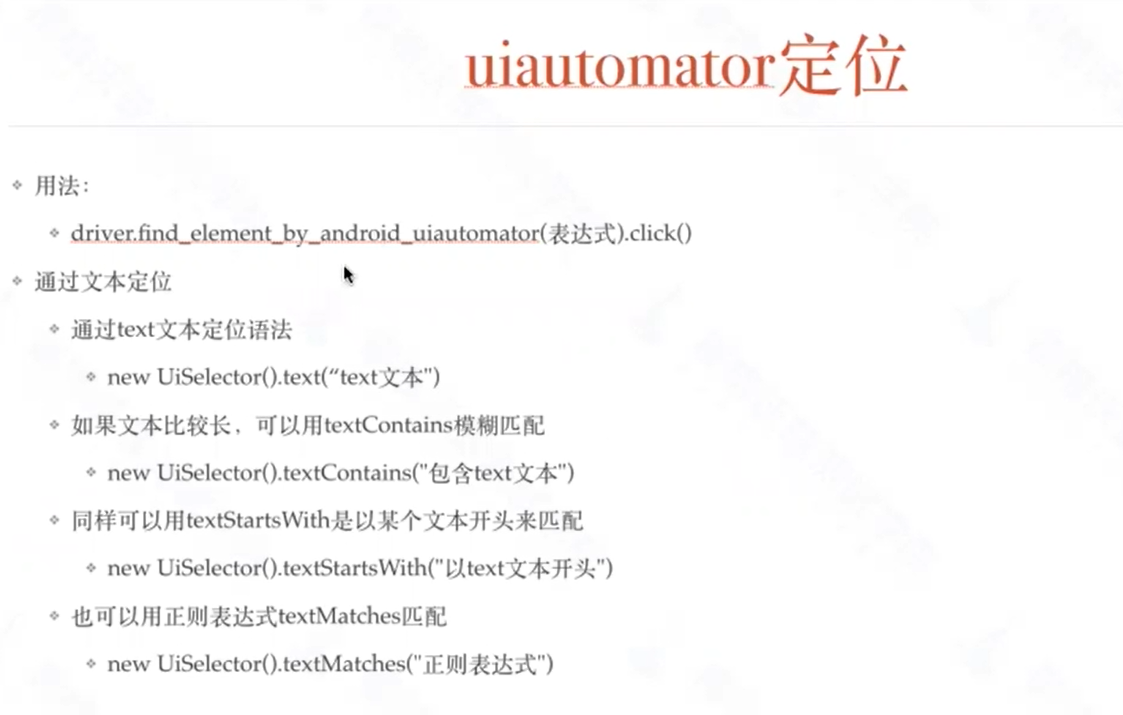 uiautomator定位
用法：
driver.find_element_by_android_uiautomator(表达式).click()
通过文本定位
通过text文本定位语法
new UiSelector().text(“text文本")
如果文本比较长，可以用textContains模糊匹配
new UiSelector().textContains("包含text文本")
同样可以用textStartsWith是以某个文本开头来匹配
new UiSelector().textStartsWith("以text文本开头")
也可以用正则表达式textMatches匹配
new UiSelector().textMatches("正则表达式")